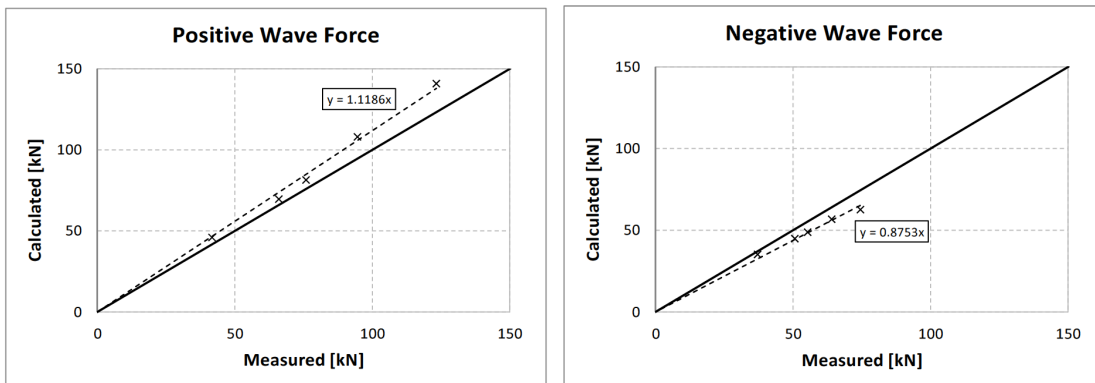 Positive Wave Force
150
100
50
0
0
50
100
150
y = 1.1186x
Calculated [kN]
Measured [kN]
Negative Wave Force
150
100
50
0
0
50
100
150
y = 0.8753x
Calculated [kN]
Measured [kN]